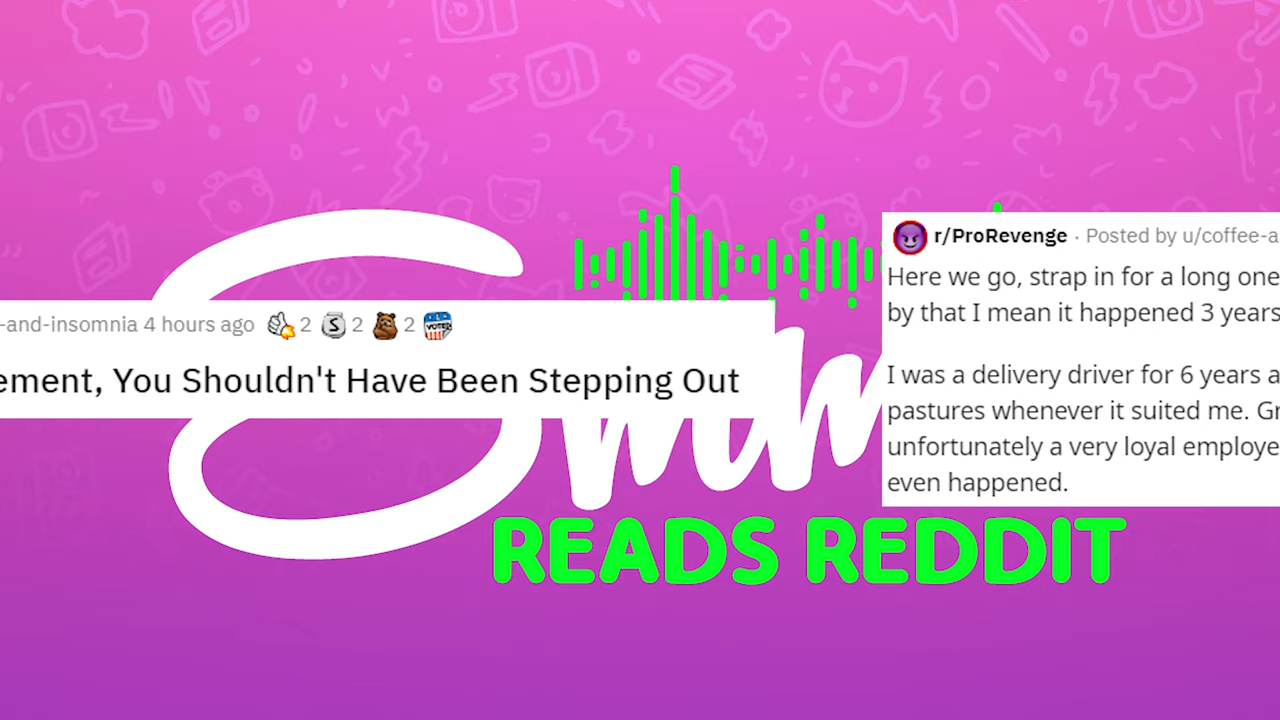 -and-insomnia 4 hours ago 2 2 2
VOTER
ement, You Shouldn't Have Been Stepping Out
r/ProRevenge · Posted by u/coffee-a
Here we go, strap in for a long one
by that I mean it happened 3 years
I was a delivery driver for 6 years a
pastures whenever it suited me. Gr
unfortunately a very loyal employe
even happened.
READS REDDIT